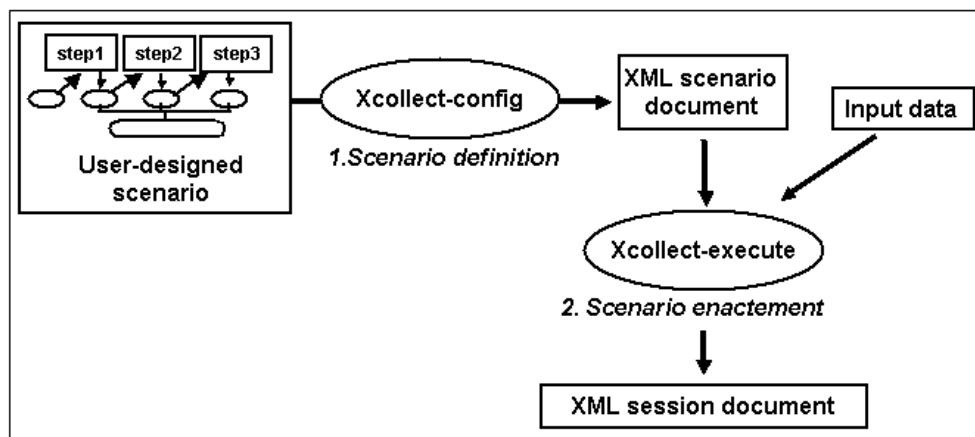 step1 step2 step3
User-designed
scenario
Xcollect-config
1.Scenario definition
XML scenario
document
Input data
Xcollect-execute
2. Scenario enactement
XML session document